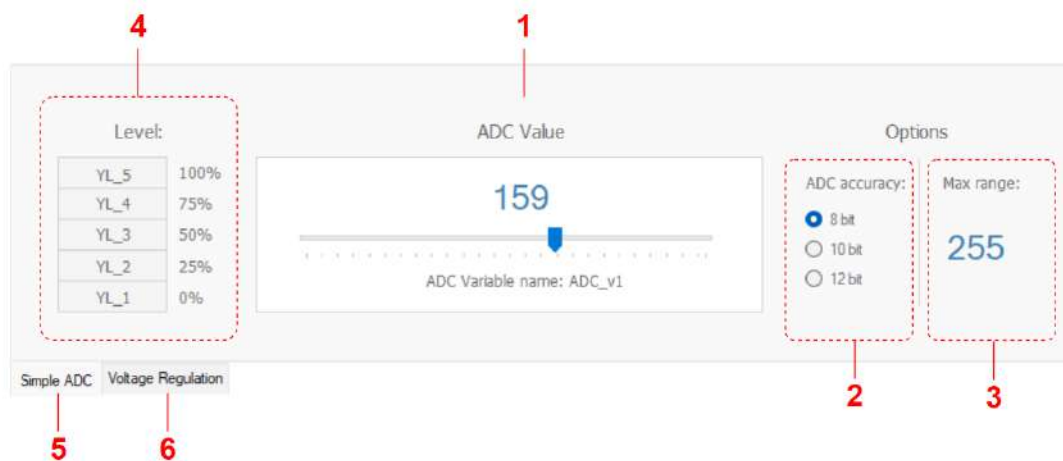 4
1
Level:
ADC Value
Options
YL_5 100%
YL_4 75%
YL_3 50%
YL_2 25%
YL_1 0%
159
ADC Variable name: ADC_v1
ADC accuracy:
8 bit
10 bit
12 bit
Max range:
255
Simple ADC
Voltage Regulation
2
3
5
6